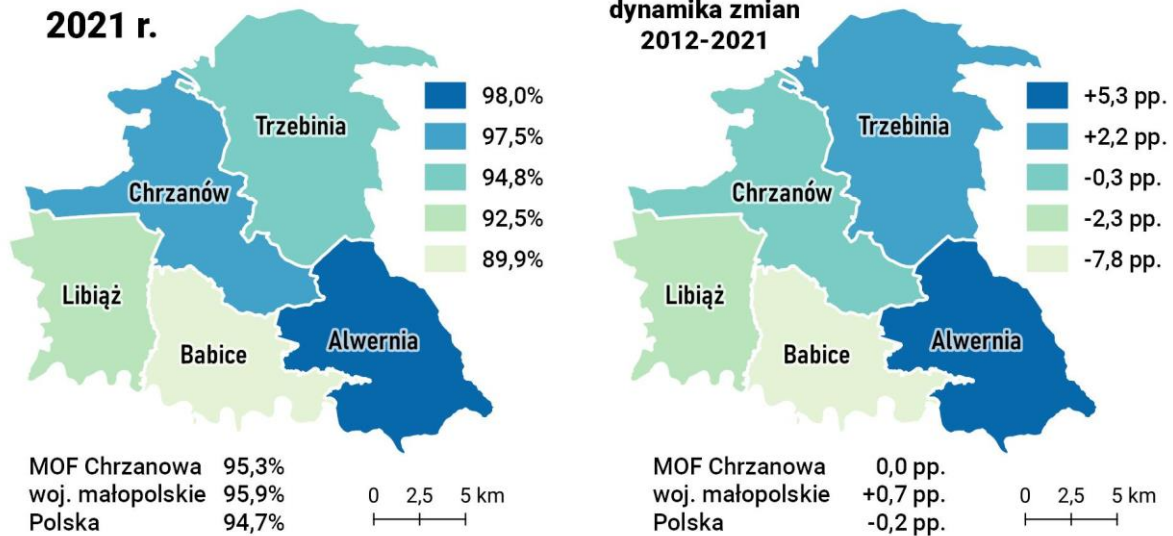 2021 r.
98,0%
97,5%
94,8%
92,5%
89,9%
Trzebinia
Chrzanów
Libiąż
Babice
Alwernia
MOF Chrzanowa 95,3%
woj. małopolskie 95,9%
Polska 94,7%
0 2,5 5 km
dynamika zmian
2012-2021
+5,3 pp.
+2,2 pp.
-0,3 pp.
-2,3 pp.
-7,8 pp.
Trzebinia
Chrzanów
Libiąż
Babice
Alwernia
MOF Chrzanowa 0,0 pp.
woj. małopolskie +0,7 pp.
Polska -0,2 pp.
0 2,5 5 km